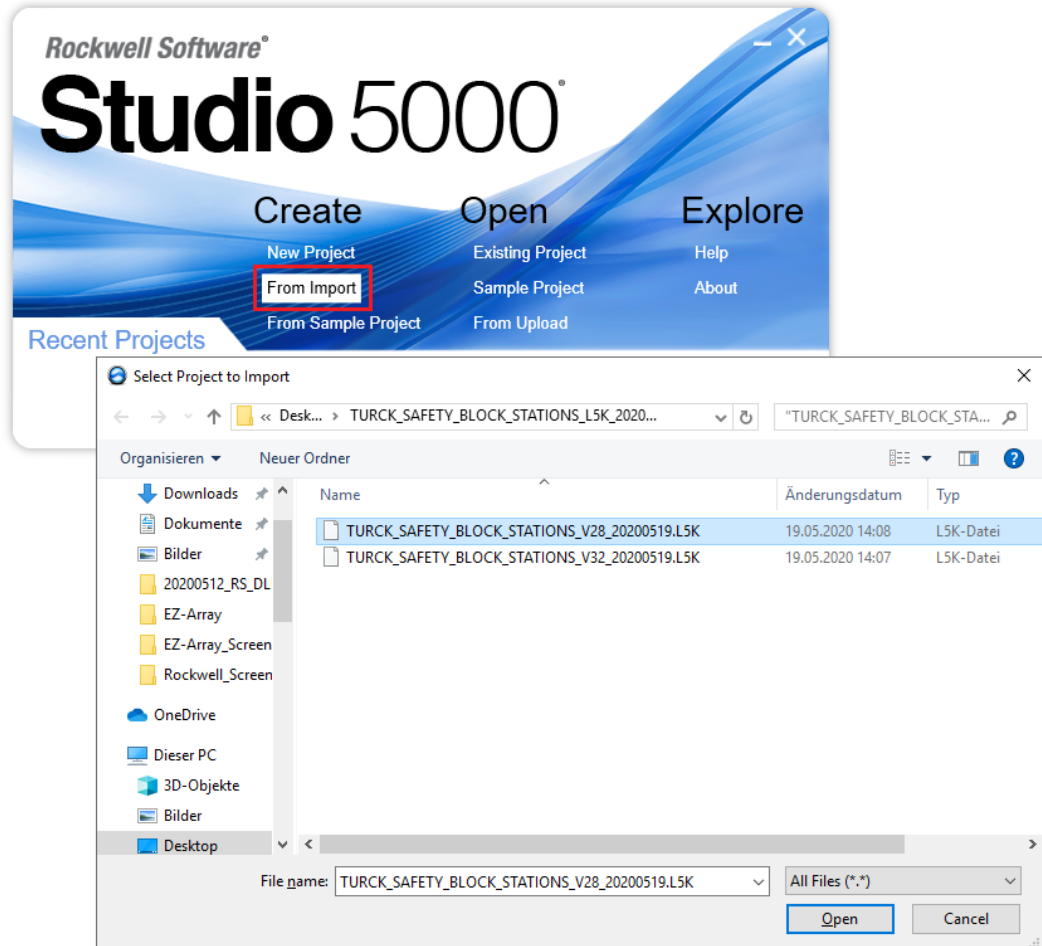 Rockwell Software®
Studio 5000®
Create
Open
Explore
New Project
Existing Project
Help
From Import
Sample Project
About
From Sample Project
From Upload
Recent Projects
Select Project to Import
« Desk... › TURCK_SAFETY_BLOCK_STATIONS_L5K_2020...
"TURCK_SAFETY_BLOCK_STA...
Organisieren
Neuer Ordner
Downloads
Dokumente
Bilder
20200512_RS_DL
EZ-Array
EZ-Array_Screen
Rockwell_Screen
OneDrive
Dieser PC
3D-Objekte
Bilder
Desktop
Name
Änderungsdatum
Typ
TURCK_SAFETY_BLOCK_STATIONS_V28_20200519.L5K
19.05.2020 14:08
L5K-Datei
TURCK_SAFETY_BLOCK_STATIONS_V32_20200519.L5K
19.05.2020 14:07
L5K-Datei
File name:
TURCK_SAFETY_BLOCK_STATIONS_V28_20200519.L5K
All Files (*.*)
Open
Cancel